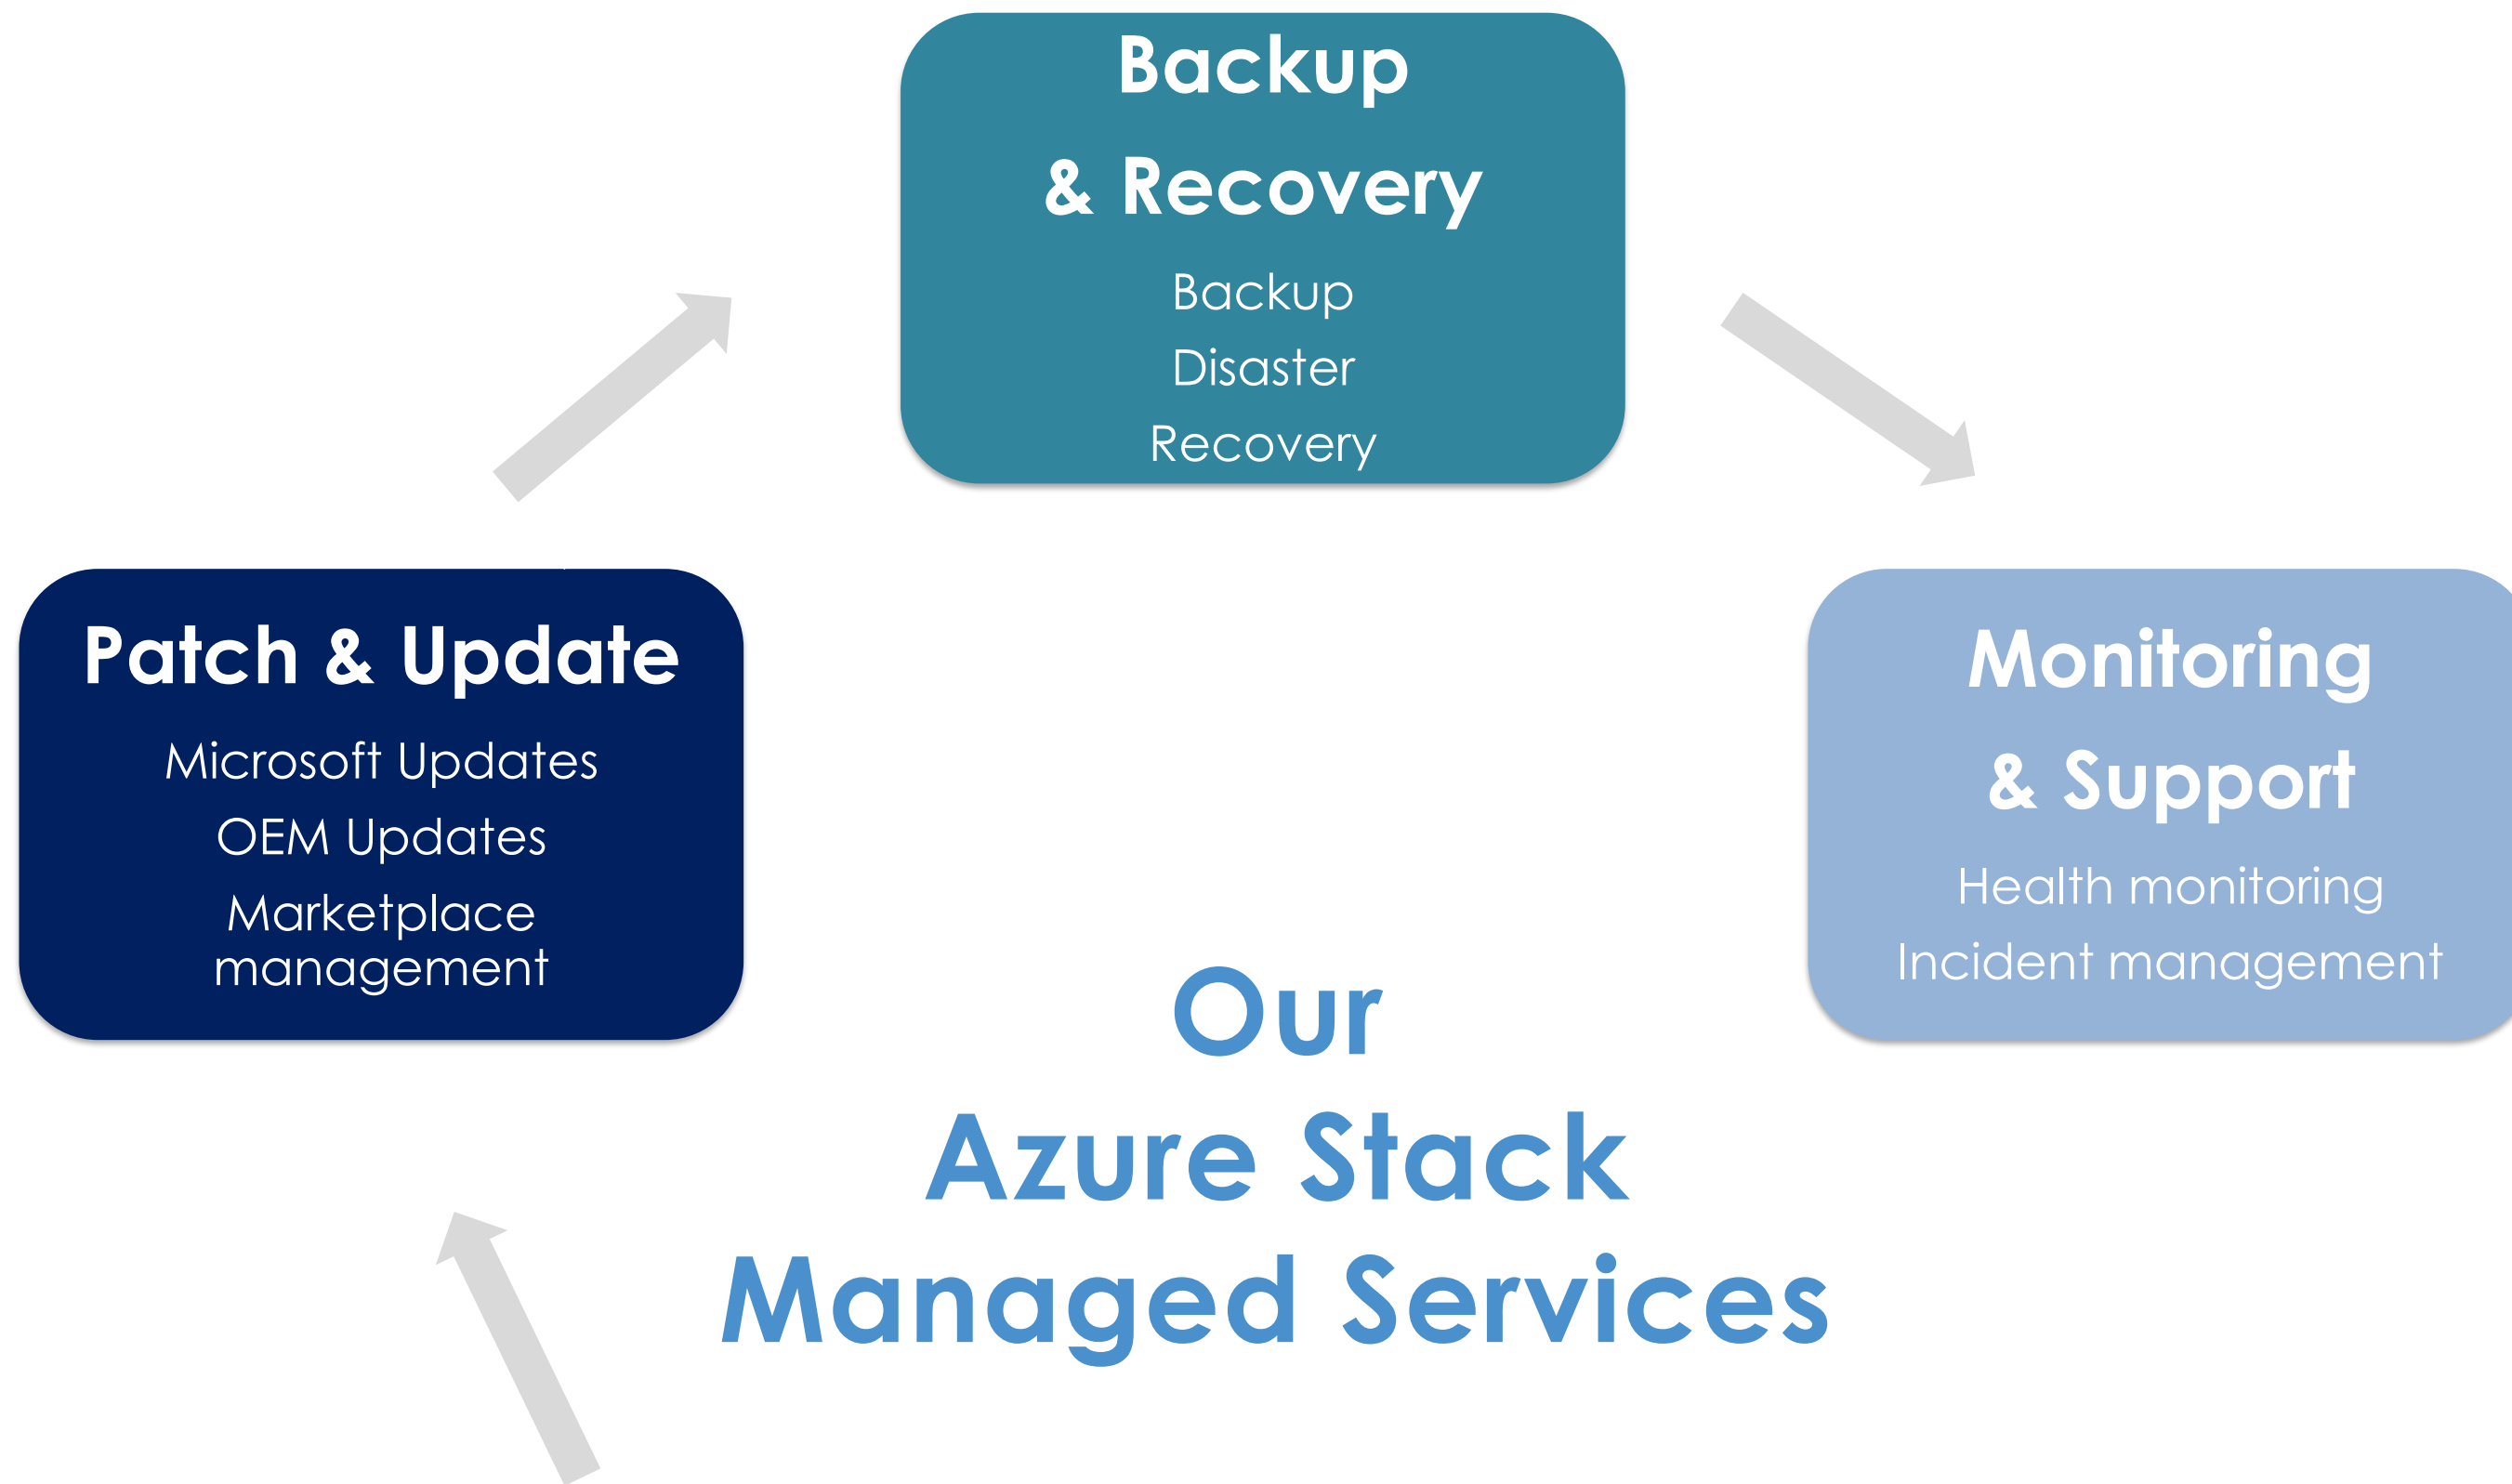 Backup
& Recovery
Backup
Disaster
Recovery
Patch & Update
Microsoft Updates
OEM Updates
Marketplace
management
Monitoring
& Support
Health monitoring
Incident management
Our
Azure Stack
Managed Services